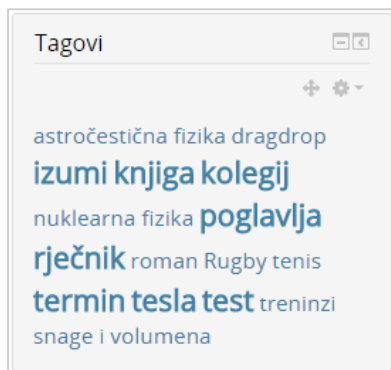 Tagovi
astročestična fizika dragdrop
izumi knjiga kolegij
nuklearna fizika poglavlja
rječnik roman Rugby tenis
termin tesla test treninzi
snage i volumena